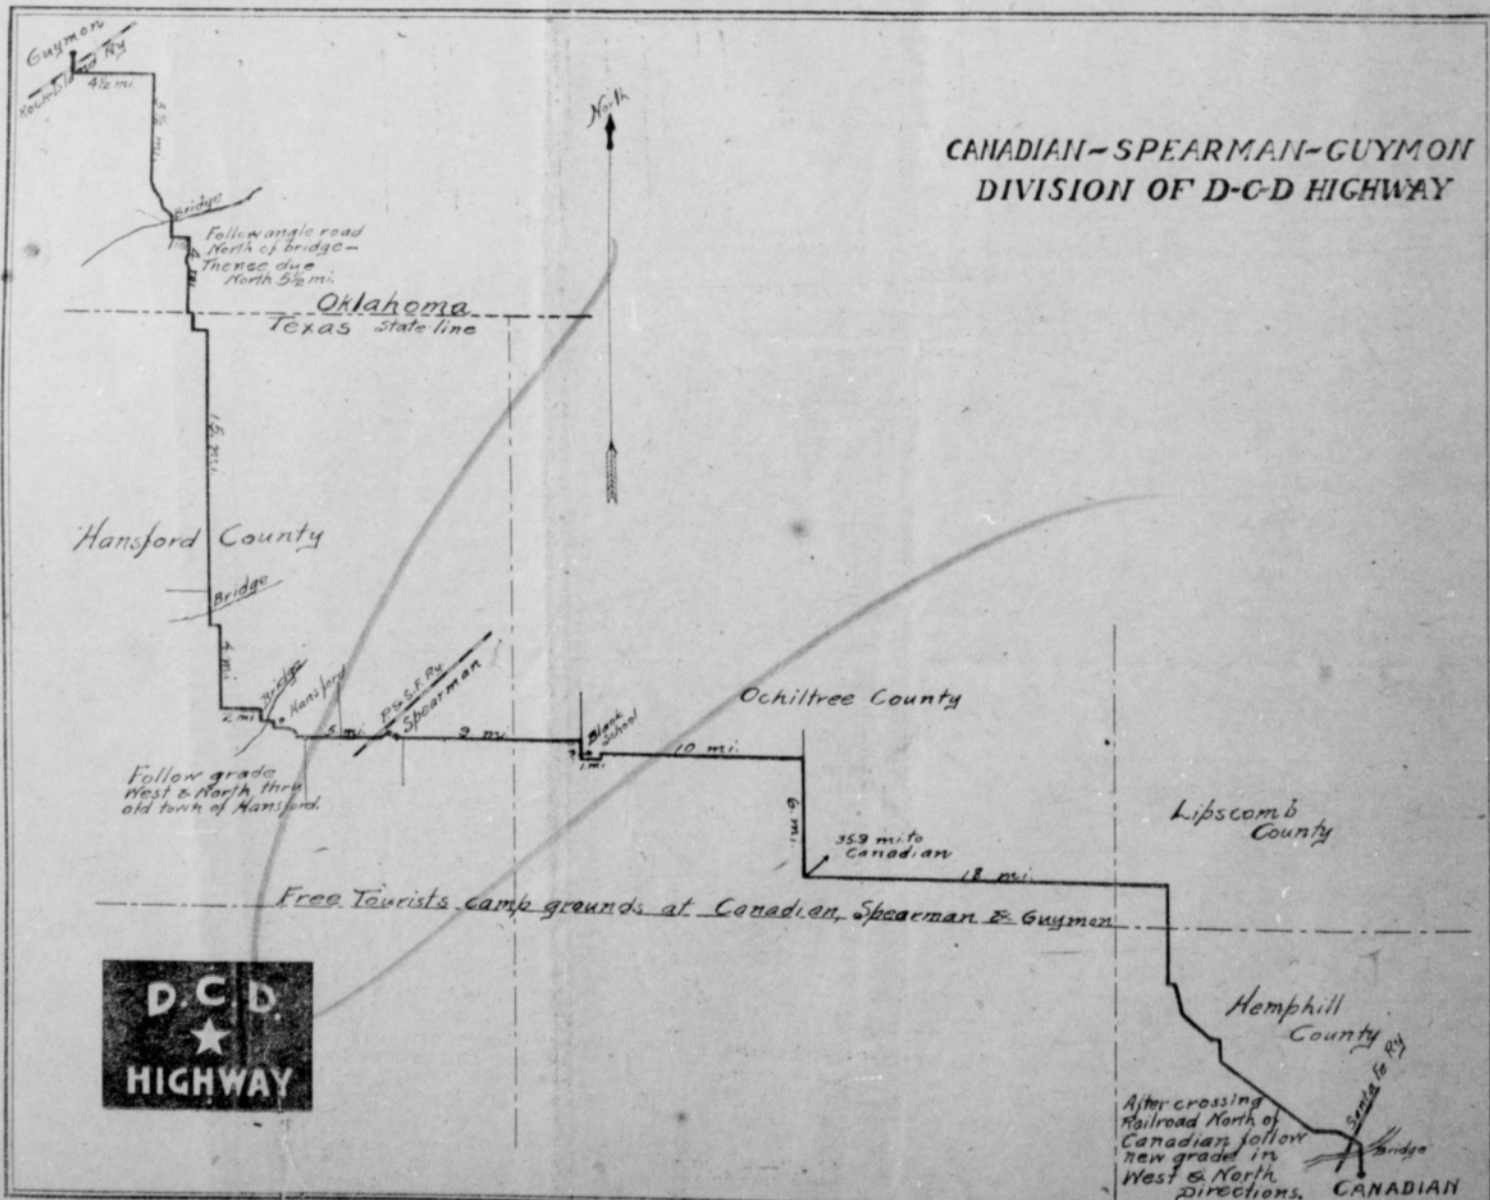 Guymon
Rock Island Ry
4½ mi.
5½ mi.
North
CANADIAN~SPEARMAN~GUYMON
DIVISION OF D-C-D HIGHWAY
Bridge
Follow angle road
North of bridge—
Thence due
North 5½ mi.
Oklahoma
Texas State line
Hansford County
Bridge
4 mi.
2 mi.
Bridge
Hansford
5 mi.
P.&S.F. Ry
Spearman
9 mi.
Black
School
1 mi.
10 mi.
Ochiltree County
6 mi.
35.9 mi. to
Canadian
18 mi.
Lipscomb
County
Follow grade
West & North thru
old town of Hansford.
Free Tourists camp grounds at Canadian, Spearman & Guymon
D.C.D.
HIGHWAY
Hemphill
County
Santa Fe Ry
After crossing
Railroad North of
Canadian follow
new grade in
West & North
Directions.
Bridge
CANADIAN